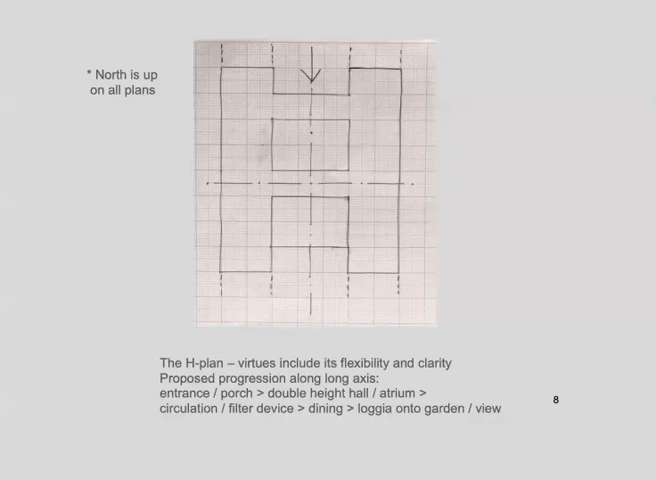 * North is up
on all plans
The H-plan – virtues include its flexibility and clarity
Proposed progression along long axis:
entrance / porch > double height hall / atrium >
circulation / filter device > dining > loggia onto garden / view
8